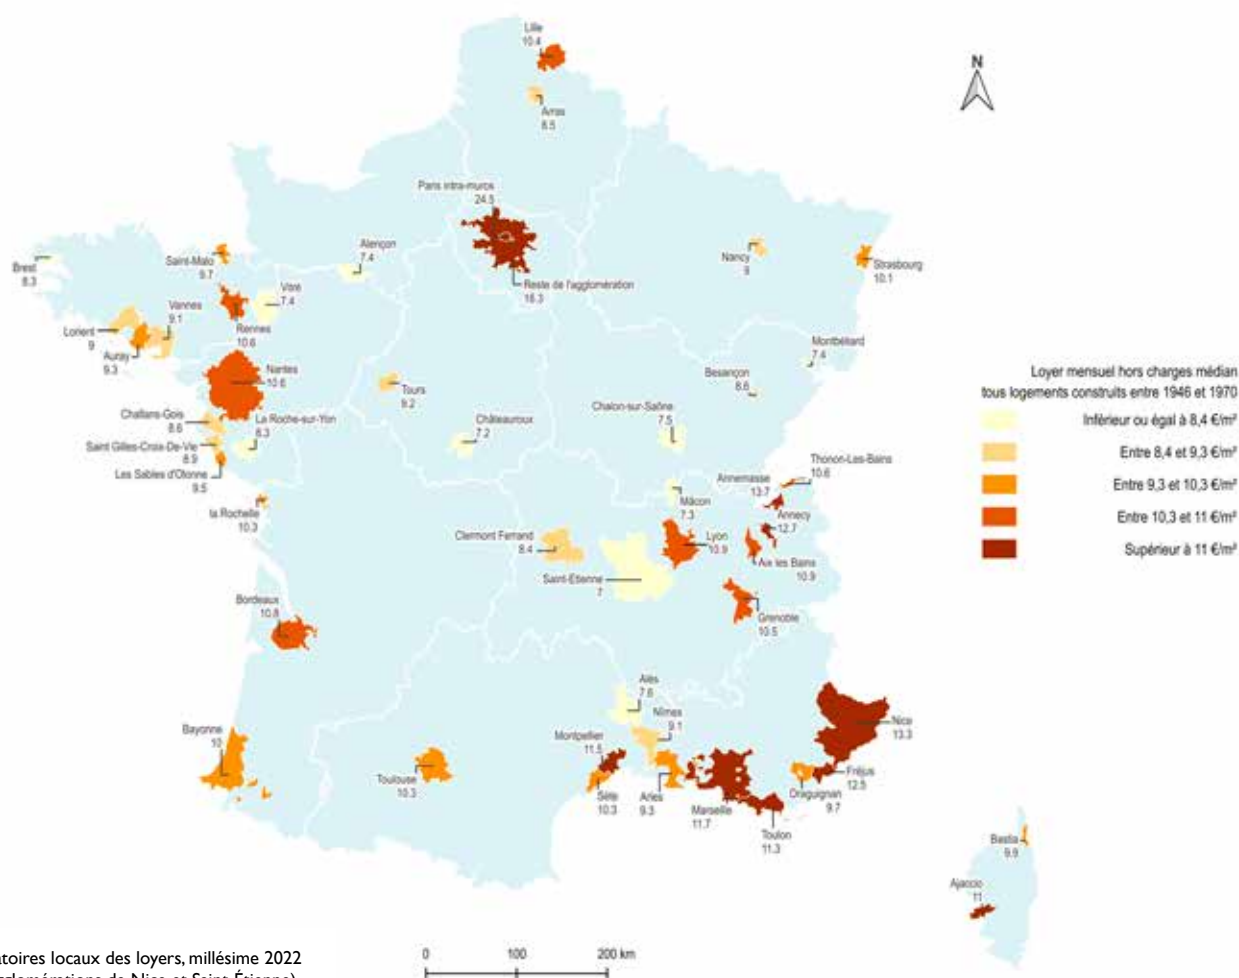 Lille
10.4
Arras
8.5
N
Paris intra-muros
24.5
Reste de l'agglomération
16.3
Alençon
7.4
Saint-Malo
9.7
Brest
8.3
Vitré
7.4
Vannes
9.1
Lorient
9
Auray
9.3
Rennes
10.6
Nancy
9
Strasbourg
10.1
Nantes
10.6
Tours
9.2
Montbéliard
7.4
Besançon
8.6
Challans-Gois
8.6
La Roche-sur-Yon
8.3
Saint Gilles-Croix-De-Vie
8.9
Les Sables d'Olonne
9.5
Châteauroux
7.2
Chalon-sur-Saône
7.5
la Rochelle
10.3
Mâcon
7.3
Annemasse
13.7
Thonon-Les-Bains
10.6
Annecy
12.7
Clermont Ferrand
8.4
Lyon
10.9
Aix les Bains
10.9
Saint-Etienne
7
Grenoble
10.5
Bordeaux
10.8
Alès
7.6
Nîmes
9.1
Montpellier
11.5
Bayonne
10
Toulouse
10.3
Sète
10.3
Arles
9.3
Marseille
11.7
Toulon
11.3
Nice
13.3
Fréjus
12.5
Draguignan
9.7
Bastia
9.9
Ajaccio
11
Loyer mensuel hors charges médian
tous logements construits entre 1946 et 1970
Inférieur ou égal à 8,4 €/m²
Entre 8,4 et 9,3 €/m²
Entre 9,3 et 10,3 €/m²
Entre 10,3 et 11 €/m²
Supérieur à 11 €/m²
0 100 200 km
atoires locaux des loyers, millésime 2022
gglomérations de Nice et Saint-Étienne)